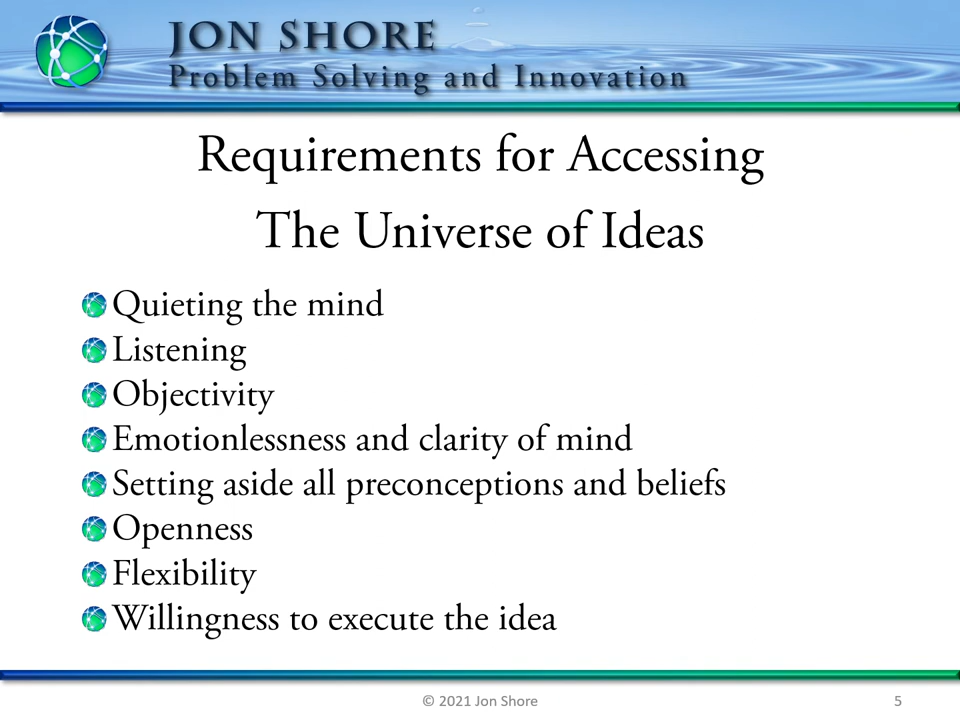 JON SHORE
Problem Solving and Innovation
Requirements for Accessing
The Universe of Ideas
Quieting the mind
Listening
Objectivity
Emotionlessness and clarity of mind
Setting aside all preconceptions and beliefs
Openness
Flexibility
Willingness to execute the idea
© 2021 Jon Shore
5